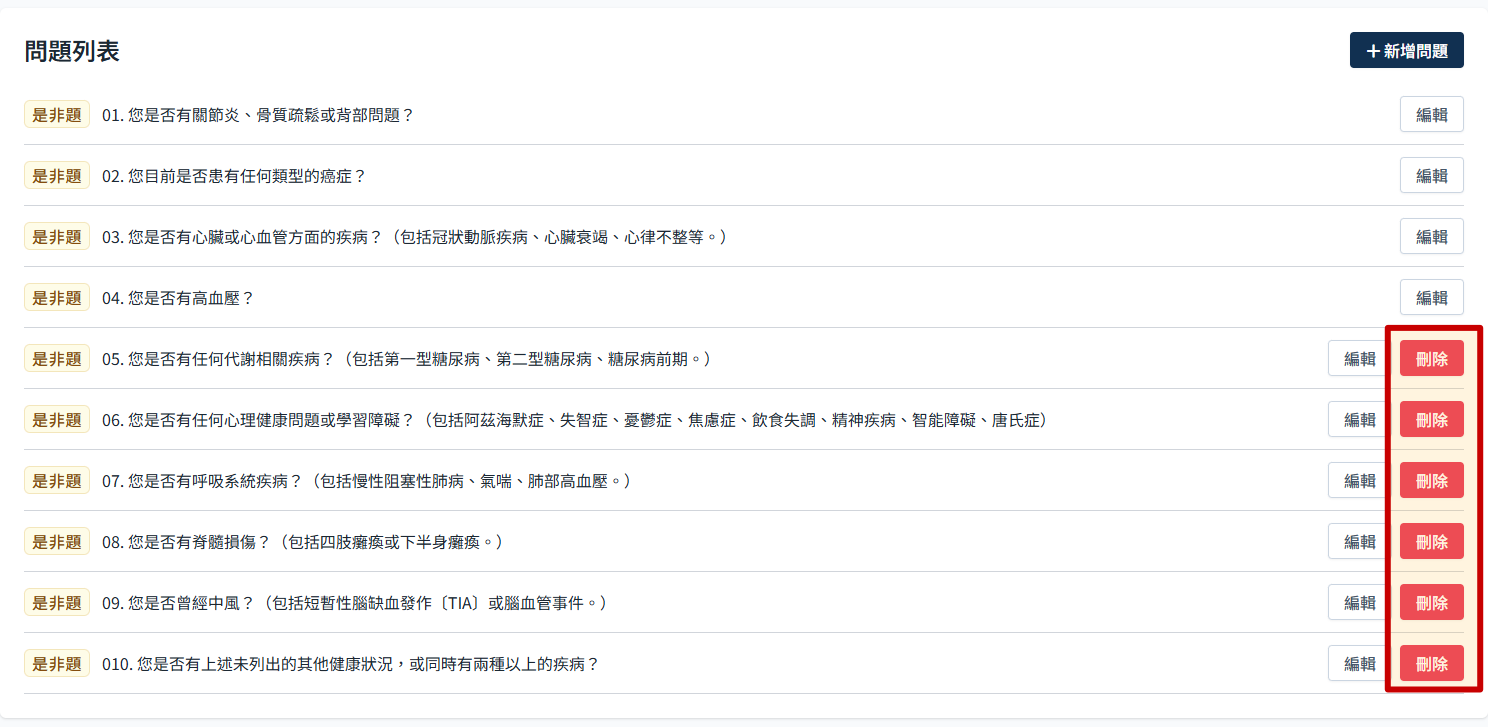 問題列表
+新增問題
是非題 01. 您是否有關節炎、骨質疏鬆或背部問題？ 編輯
是非題 02. 您目前是否患有任何類型的癌症？ 編輯
是非題 03. 您是否有心臟或心血管方面的疾病？（包括冠狀動脈疾病、心臟衰竭、心律不整等。） 編輯
是非題 04. 您是否有高血壓？ 編輯
是非題 05. 您是否有任何代謝相關疾病？（包括第一型糖尿病、第二型糖尿病、糖尿病前期。） 編輯 刪除
是非題 06. 您是否有任何心理健康問題或學習障礙？（包括阿茲海默症、失智症、憂鬱症、焦慮症、飲食失調、精神疾病、智能障礙、唐氏症） 編輯 刪除
是非題 07. 您是否有呼吸系統疾病？（包括慢性阻塞性肺病、氣喘、肺部高血壓。） 編輯 刪除
是非題 08. 您是否有脊髓損傷？（包括四肢癱瘓或下半身癱瘓。） 編輯 刪除
是非題 09. 您是否曾經中風？（包括短暫性腦缺血發作〔TIA〕或腦血管事件。） 編輯 刪除
是非題 010. 您是否有上述未列出的其他健康狀況，或同時有兩種以上的疾病？ 編輯 刪除